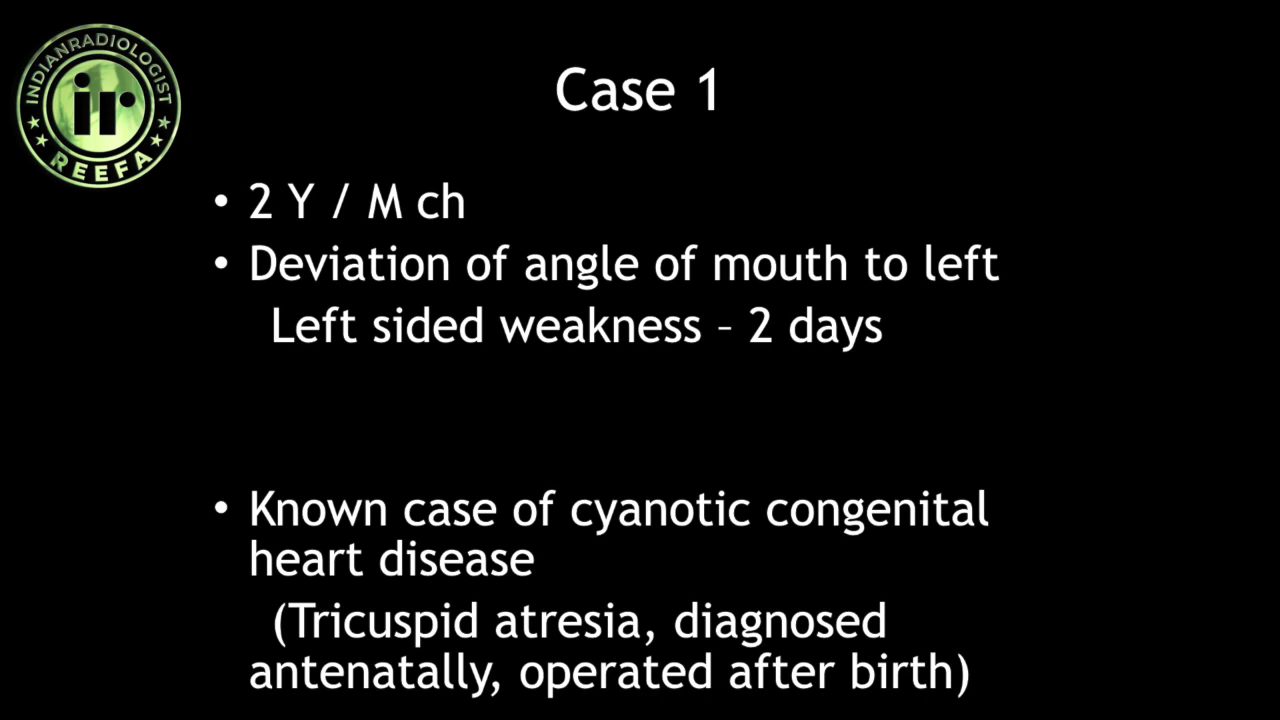 INDIANRADIOLOGIST
ir
REEFA
Case 1
• 2 Y / M ch
• Deviation of angle of mouth to left
Left sided weakness – 2 days
• Known case of cyanotic congenital
heart disease
(Tricuspid atresia, diagnosed
antenatally, operated after birth)